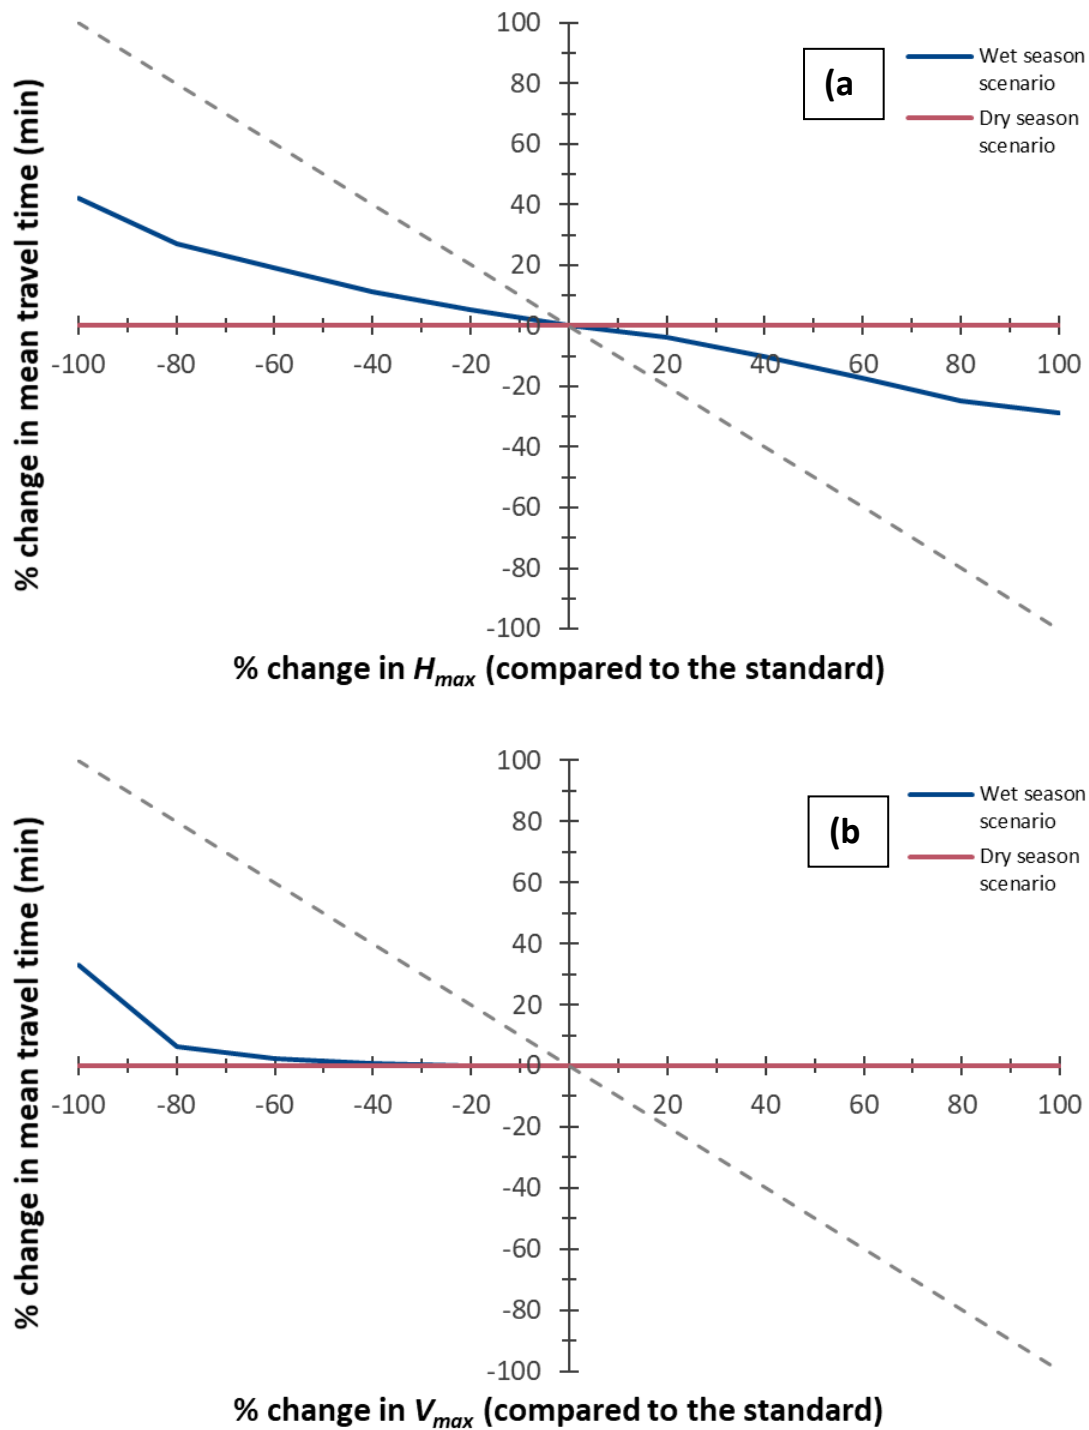 100
80
60
40
20
0
-20
-40
-60
-80
-100
-100 -80 -60 -40 -20 20 40 60 80 100
% change in mean travel time (min)
(a
Wet season
scenario
Dry season
scenario
% change in Hmax (compared to the standard)
100
80
60
40
20
0
-20
-40
-60
-80
-100
-100 -80 -60 -40 -20 20 40 60 80 100
% change in mean travel time (min)
(b
Wet season
scenario
Dry season
scenario
% change in Vmax (compared to the standard)